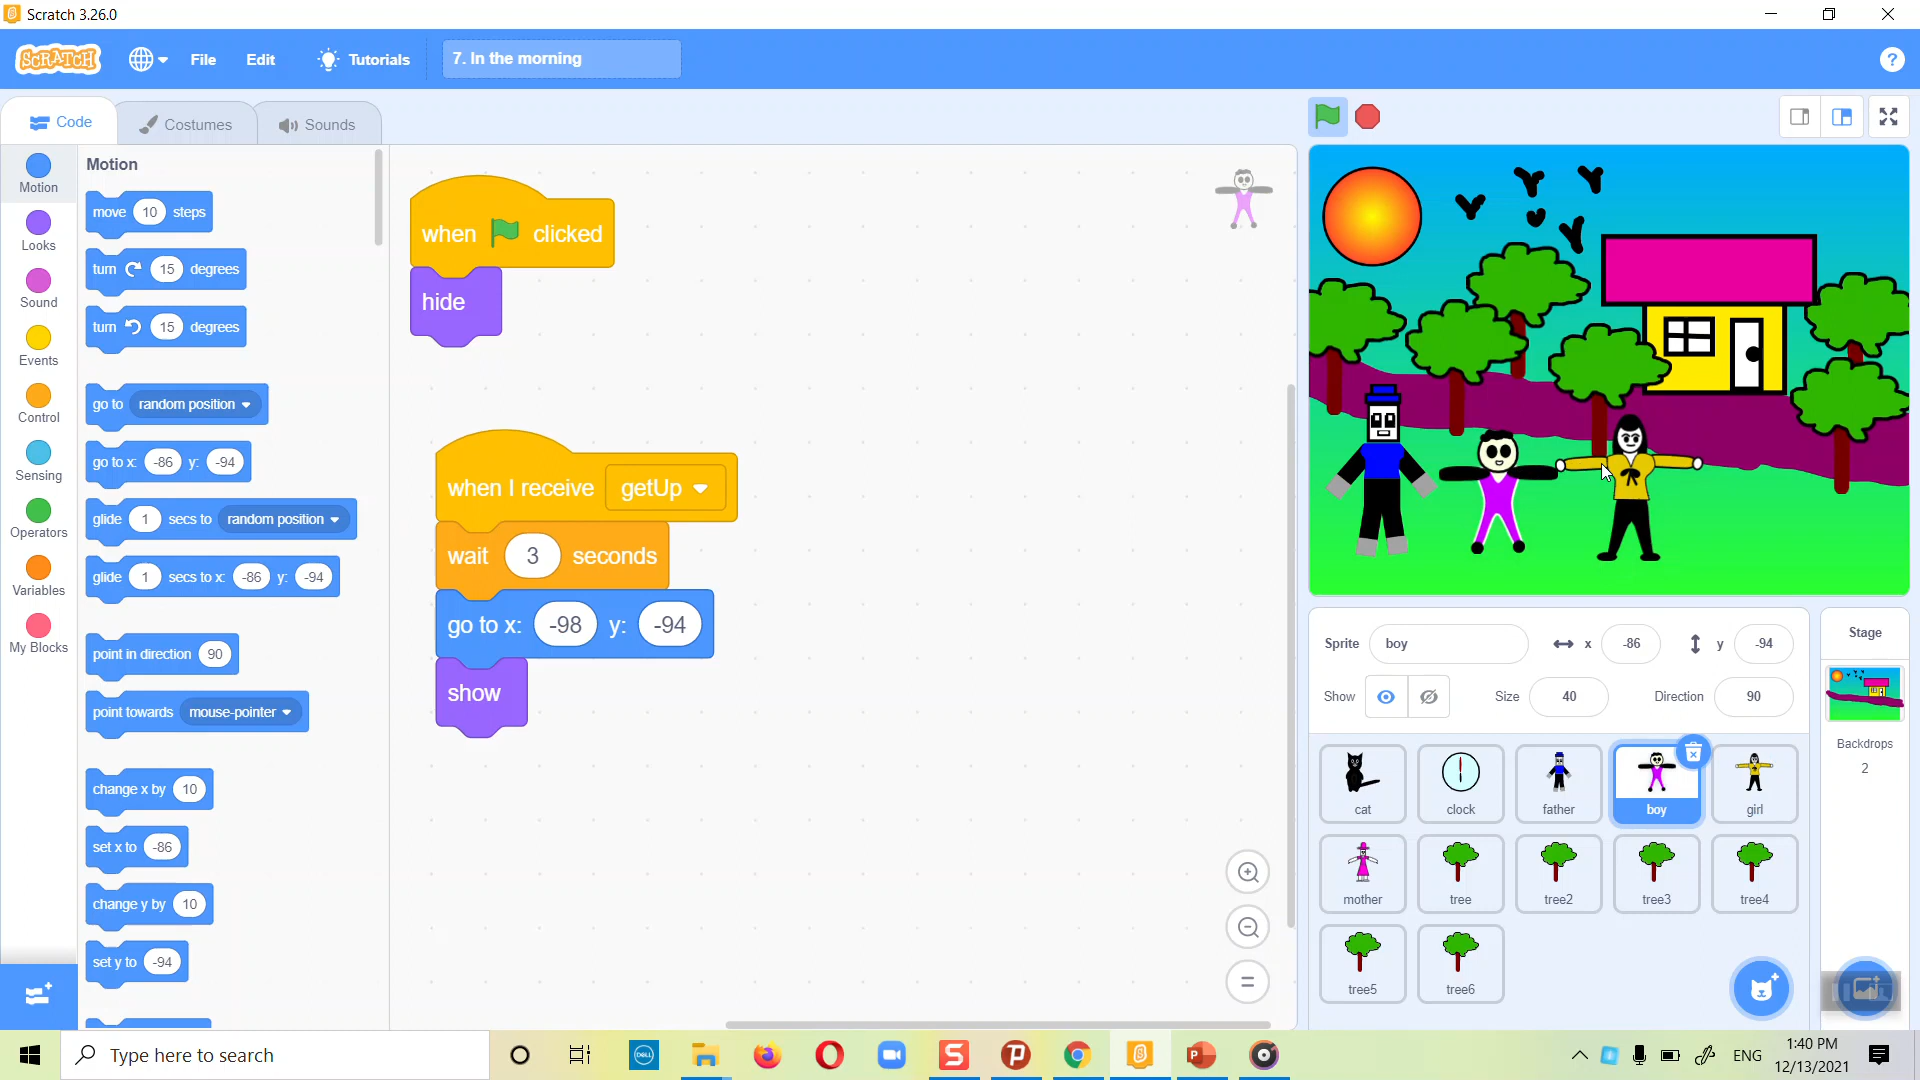 Scratch 3.26.0
SCRATCH
File
Edit
Tutorials
7. In the morning
?
Code
Costumes
Sounds
Motion
Looks
Sound
Events
Control
Sensing
Operators
Variables
My Blocks
Motion
move 10 steps
turn 15 degrees
turn 15 degrees
go to random position
go to x: -86 y: -94
glide 1 secs to random position
glide 1 secs to x: -86 y: -94
point in direction 90
point towards mouse-pointer
change x by 10
set x to -86
change y by 10
set y to -94
when clicked
hide
when I receive getUp
wait 3 seconds
go to x: -98 y: -94
show
Sprite boy x -86 y -94
Show Size 40 Direction 90
cat
clock
father
boy
girl
mother
tree
tree2
tree3
tree4
tree5
tree6
Stage
Backdrops
2
Type here to search
DELL
ENG
1:40 PM
12/13/2021